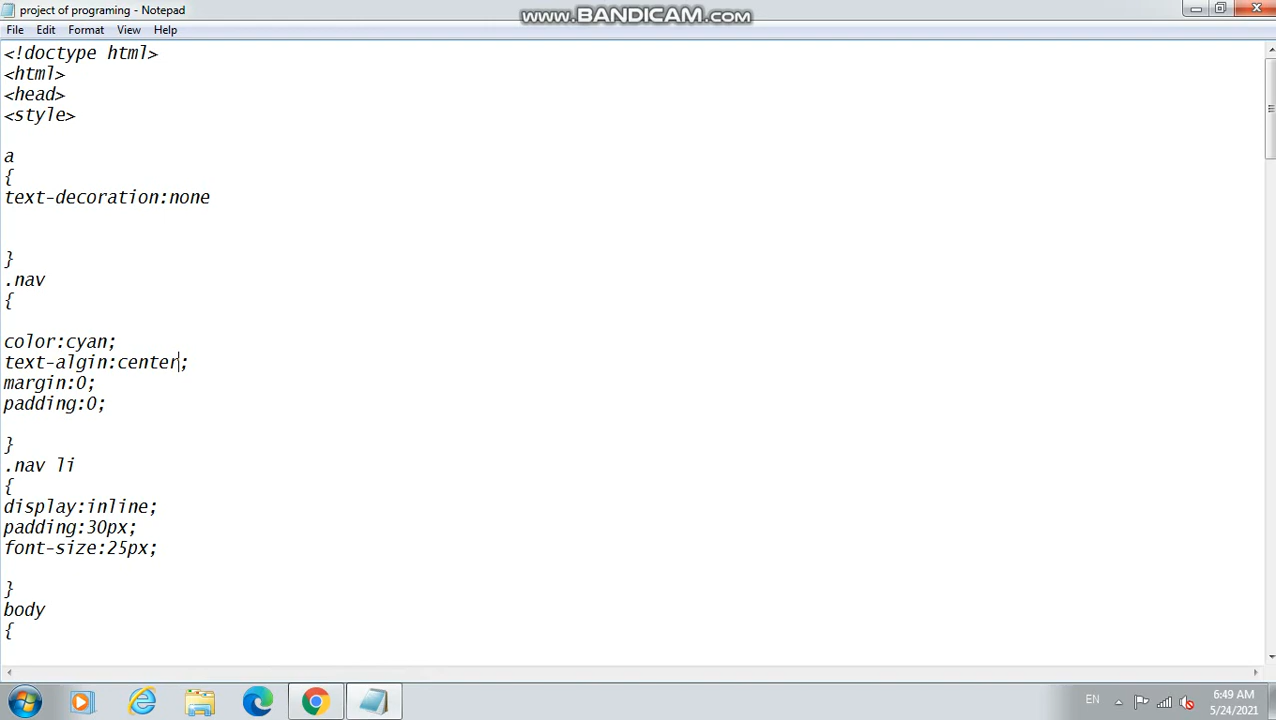 project of programing - Notepad
www.BANDICAM.com
File Edit Format View Help
<!doctype html>
<html>
<head>
<style>
a
{
text-decoration:none
}
.nav
{
color:cyan;
text-algin:center;
margin:0;
padding:0;
}
.nav li
{
display:inline;
padding:30px;
font-size:25px;
}
body
{
EN
6:49 AM
5/24/2021